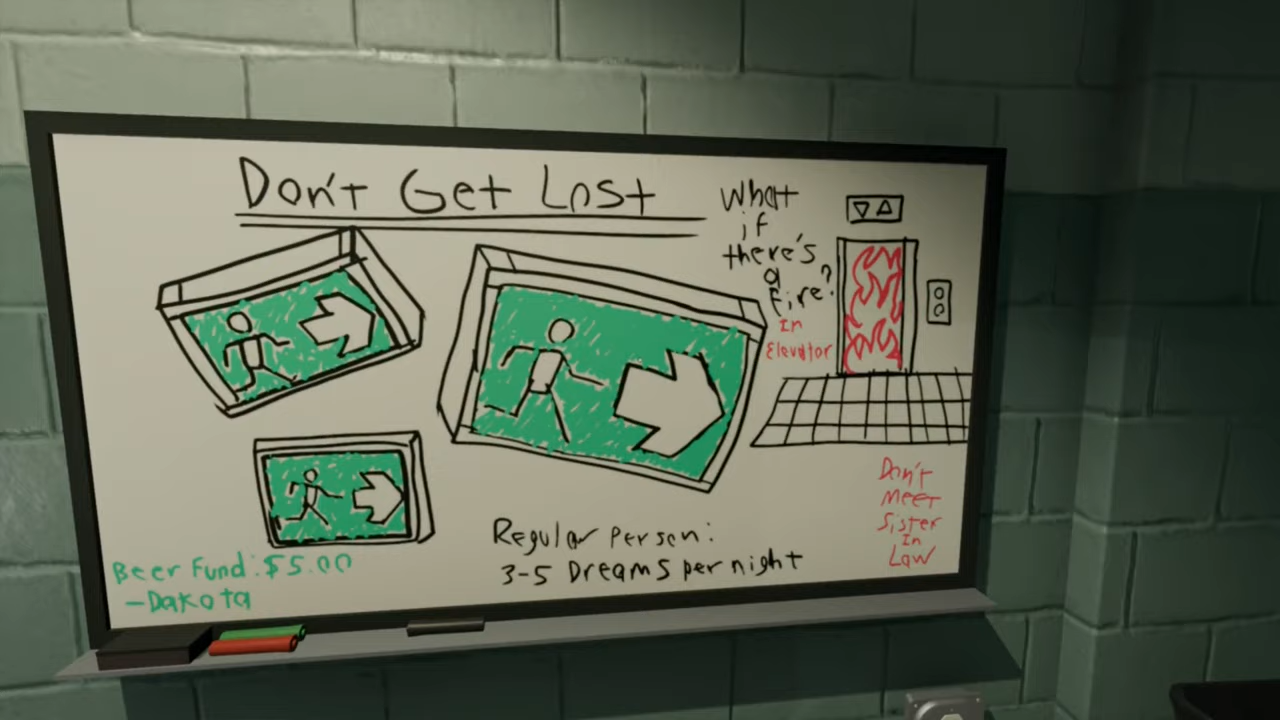 Don't Get Lost
What
if
there's
a
fire?
In
Elevator
Don't
Meet
Sister
In
Law
Regular Person:
3-5 Dreams per night
Beer Fund: $5.00
-Dakota